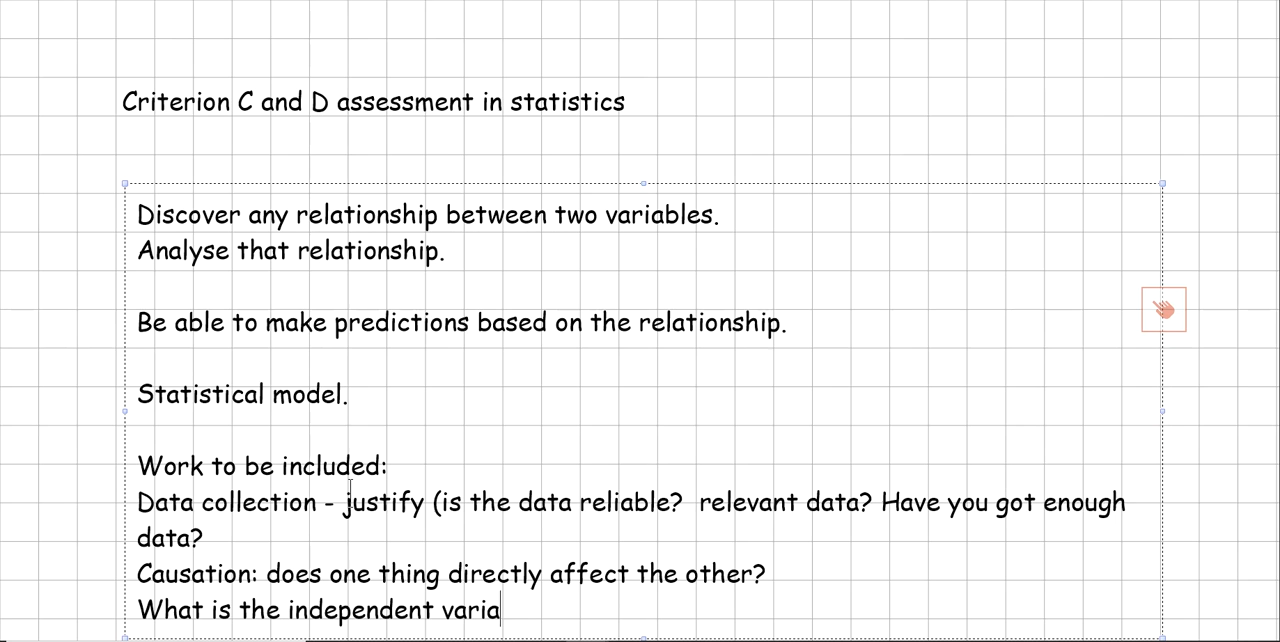 Criterion C and D assessment in statistics
Discover any relationship between two variables.
Analyse that relationship.
Be able to make predictions based on the relationship.
Statistical model.
Work to be included:
Data collection - justify (is the data reliable?  relevant data? Have you got enough
data?
Causation: does one thing directly affect the other?
What is the independent varia